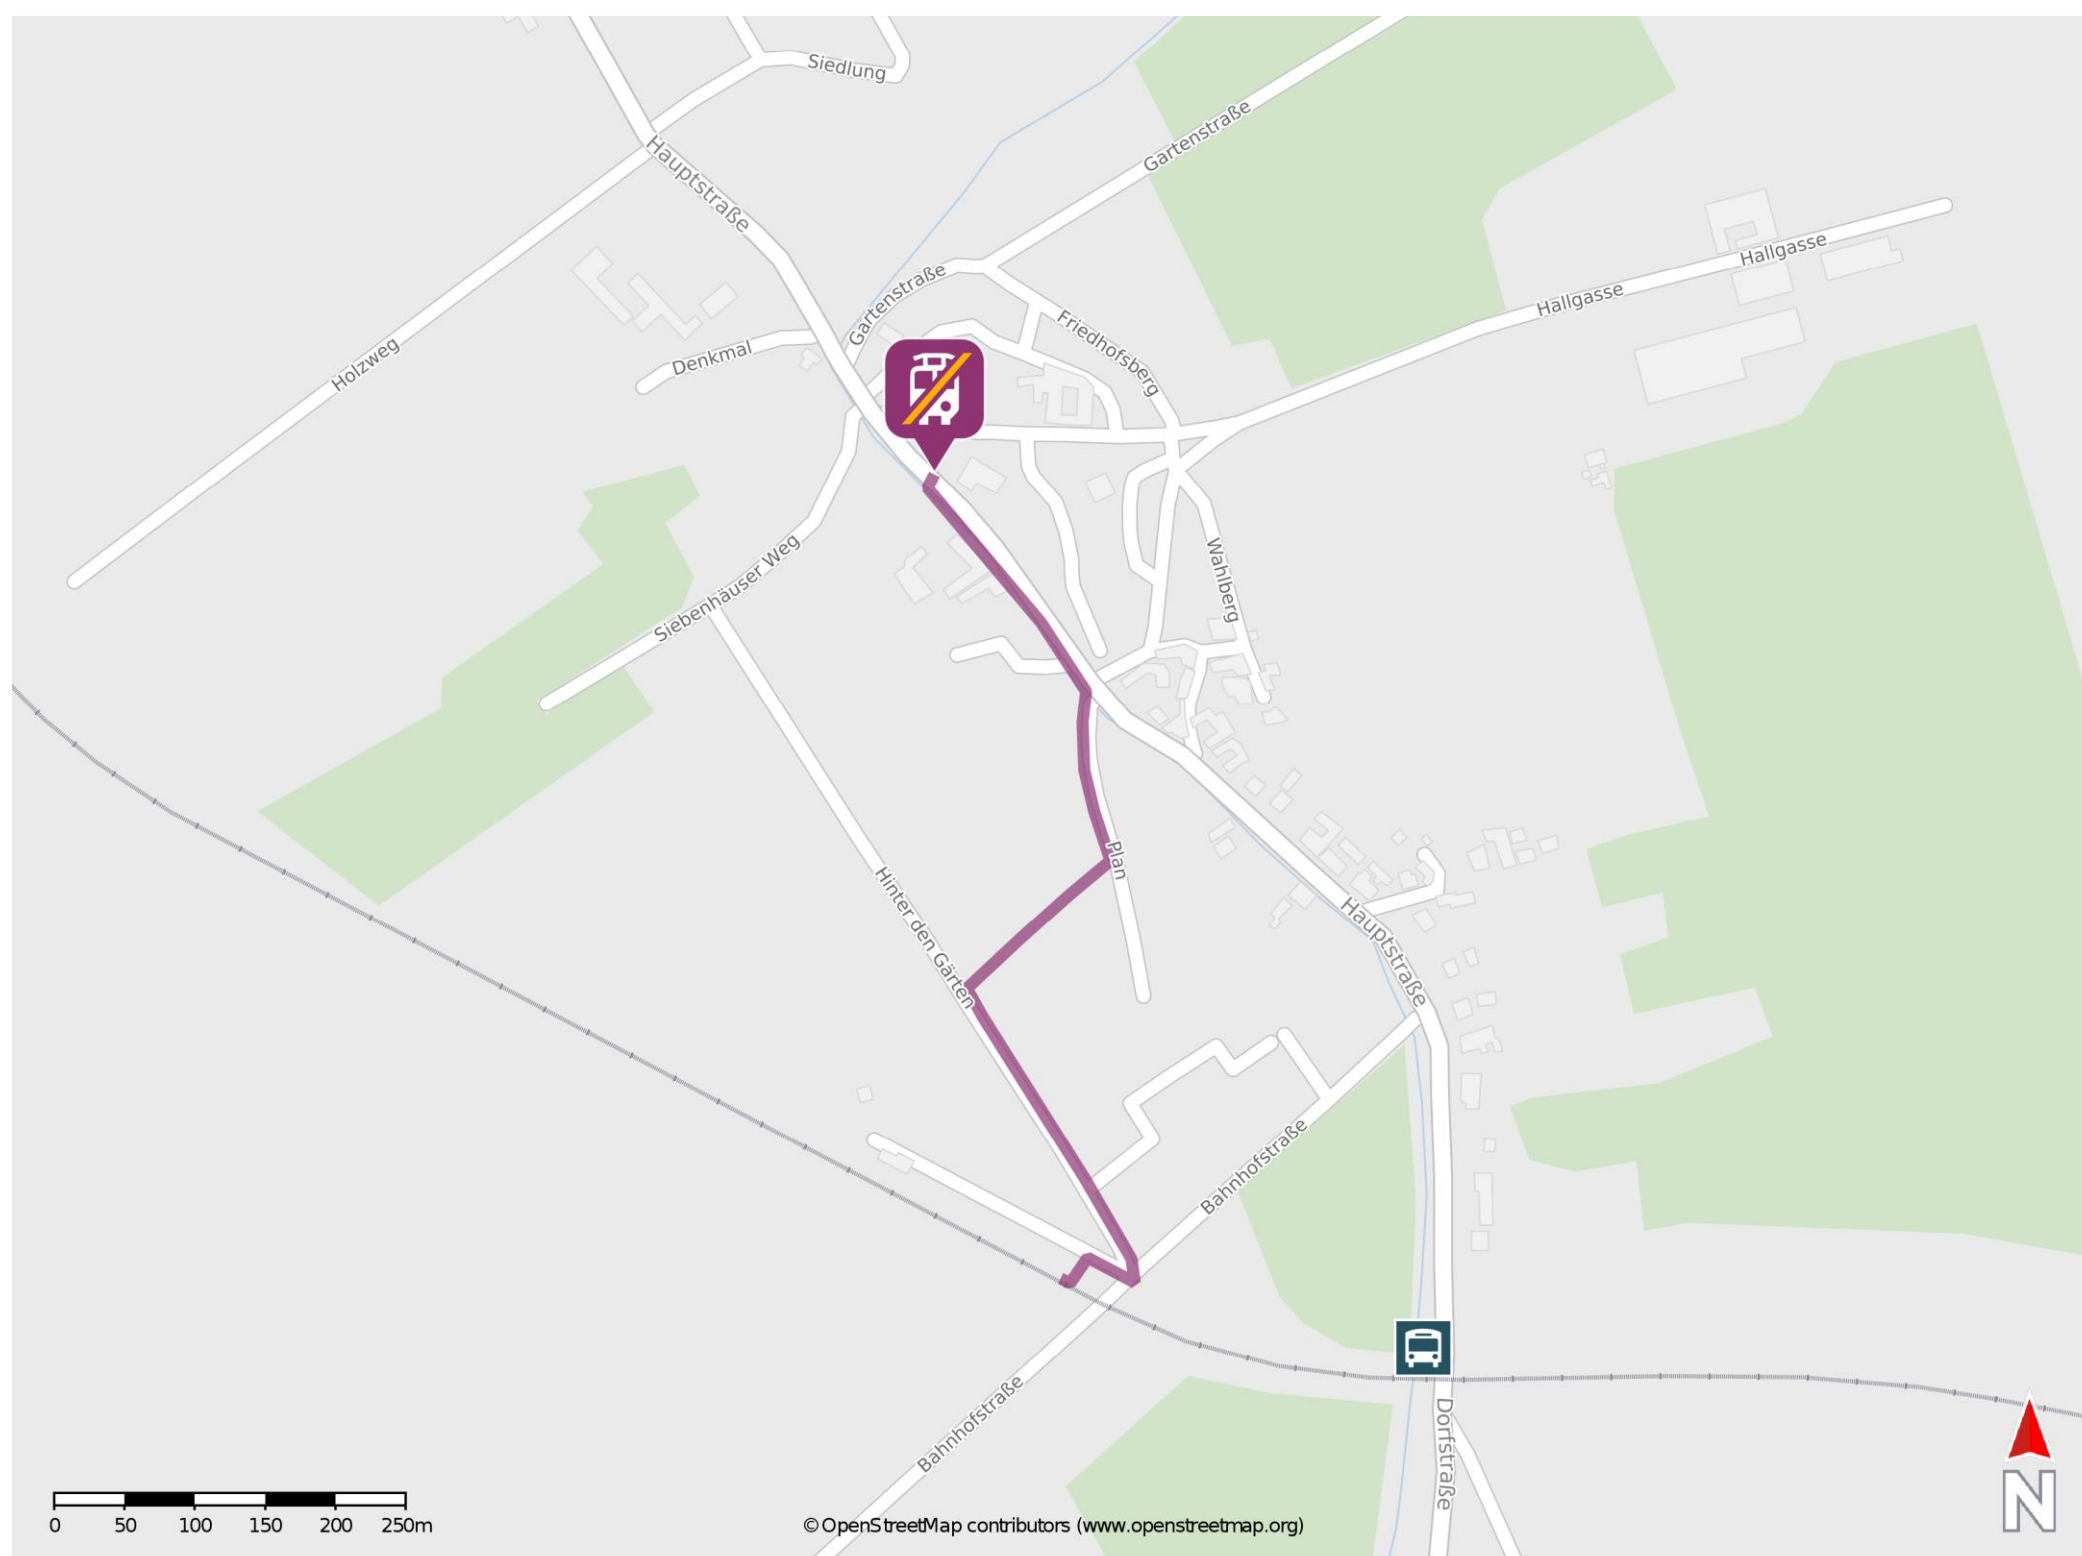 Siedlung
Hauptstraße
Gartenstraße
Hallgasse
Hallgasse
Gartenstraße
Friedhofsberg
Denkmal
Holzweg
Siebenhäuser Weg
Wahlberg
Plan
Hinter den Gärten
Hauptstraße
Bahnhofstraße
Bahnhofstraße
Dorfstraße
N
0 50 100 150 200 250m
© OpenStreetMap contributors (www.openstreetmap.org)